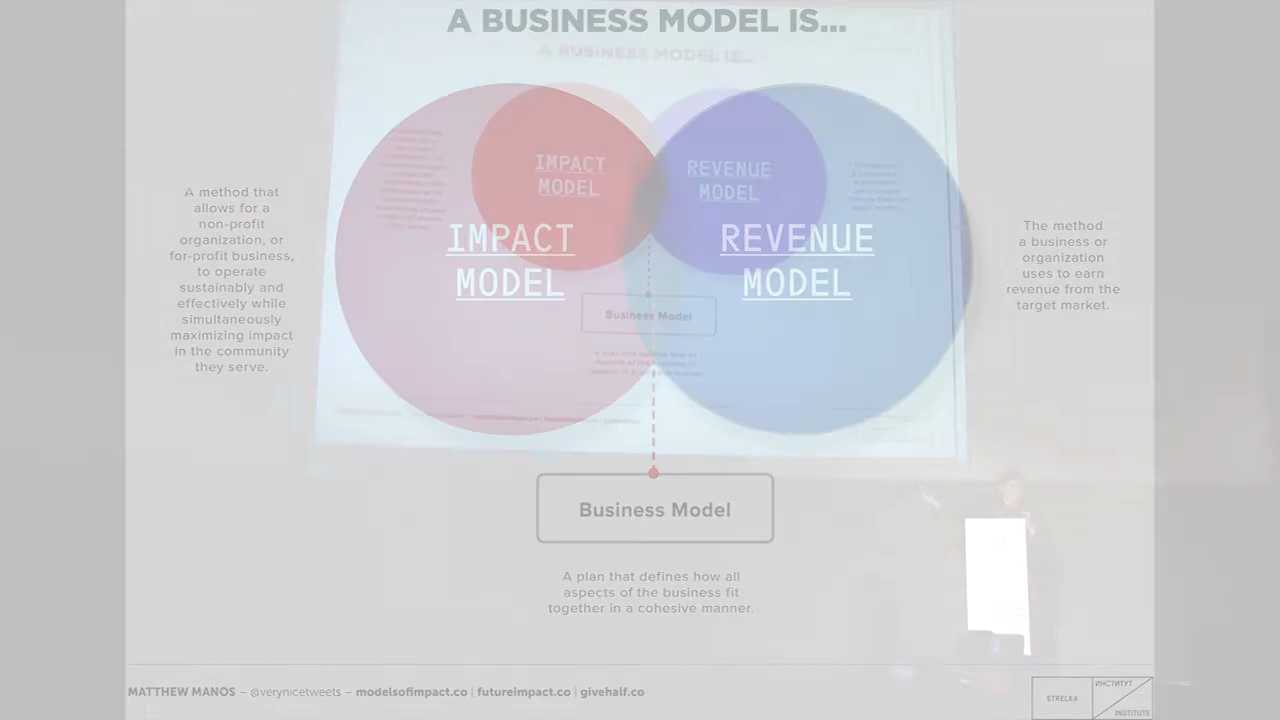 A BUSINESS MODEL IS...
A BUSINESS MODEL IS...
IMPACT
MODEL
REVENUE
MODEL
IMPACT
MODEL
REVENUE
MODEL
A method that
allows for a
non-profit
organization, or
for-profit business,
to operate
sustainably and
effectively while
simultaneously
maximizing impact
in the community
they serve.
The method
a business or
organization
uses to earn
revenue from the
target market.
Business Model
Business Model
A plan that defines how all
aspects of the business fit
together in a cohesive manner.
MATTHEW MANOS – @verynicetweets – modelsofimpact.co | futureimpact.co | givehalf.co
STRELKA
ИНСТИТУТ
INSTITUTE